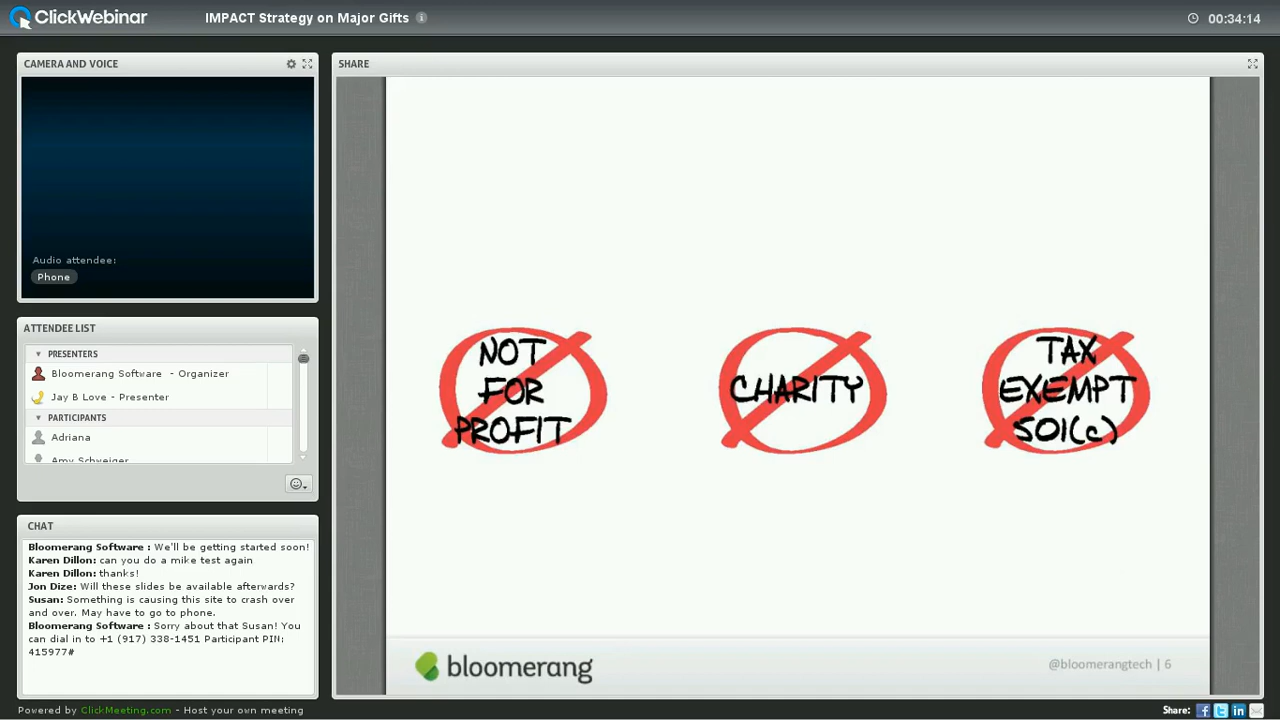 ClickWebinar
IMPACT Strategy on Major Gifts
00:34:14
CAMERA AND VOICE
Audio attendee:
Phone
ATTENDEE LIST
PRESENTERS
Bloomerang Software - Organizer
Jay B Love - Presenter
PARTICIPANTS
Adriana
Amy Schweiger
CHAT
Bloomerang Software : We'll be getting started soon!
Karen Dillon: can you do a mike test again
Karen Dillon: thanks!
Jon Dize: Will these slides be available afterwards?
Susan: Something is causing this site to crash over
and over. May have to go to phone.
Bloomerang Software : Sorry about that Susan! You
can dial in to +1 (917) 338-1451 Participant PIN:
415977#
SHARE
NOT
FOR
PROFIT
CHARITY
TAX
EXEMPT
501(c)
bloomerang
@bloomerangtech | 6
Powered by ClickMeeting.com - Host your own meeting
Share: